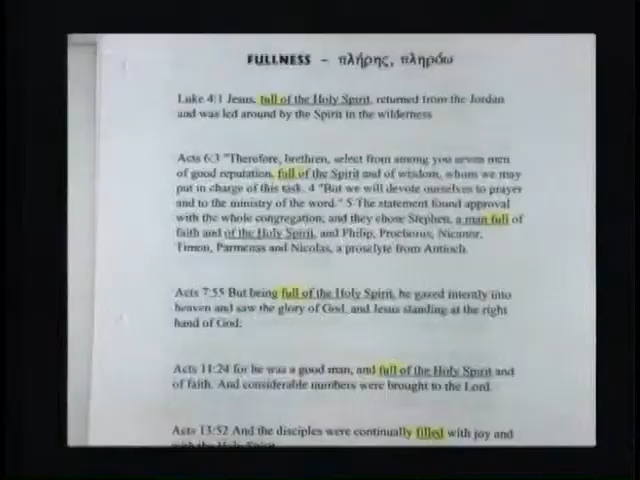 FULLNESS – πλήρης, πληρόω
Luke 4:1 Jesus, full of the Holy Spirit, returned from the Jordan
and was led around by the Spirit in the wilderness
Acts 6:3 "Therefore, brethren, select from among you seven men
of good reputation, full of the Spirit and of wisdom, whom we may
put in charge of this task. 4 "But we will devote ourselves to prayer
and to the ministry of the word." 5 The statement found approval
with the whole congregation; and they chose Stephen, a man full of
faith and of the Holy Spirit, and Philip, Prochorus, Nicanor,
Timon, Parmenas and Nicolas, a proselyte from Antioch.
Acts 7:55 But being full of the Holy Spirit, he gazed intently into
heaven and saw the glory of God, and Jesus standing at the right
hand of God;
Acts 11:24 for he was a good man, and full of the Holy Spirit and
of faith. And considerable numbers were brought to the Lord.
Acts 13:52 And the disciples were continually filled with joy and
with the Holy Spirit